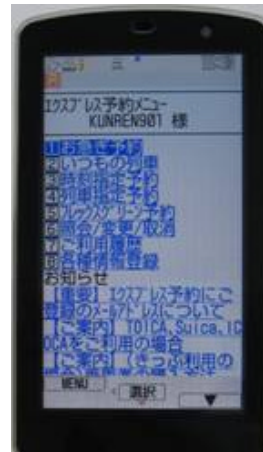 エクスプレス予約メニュー
KUNREN901 様
1お急ぎ予約
2いつもの列車
3時刻指定予約
4列車指定予約
5フレックスグリーン予約
6照会/変更/取消
7ご利用履歴
8各種情報登録
お知らせ
【重要】エクスプレス予約にご
登録のメールアドレスについて
【ご案内】TOICA、Suica、IC
OCAをご利用の場合
【ご案内】(きっぷ利用の
MENU
選択
▼